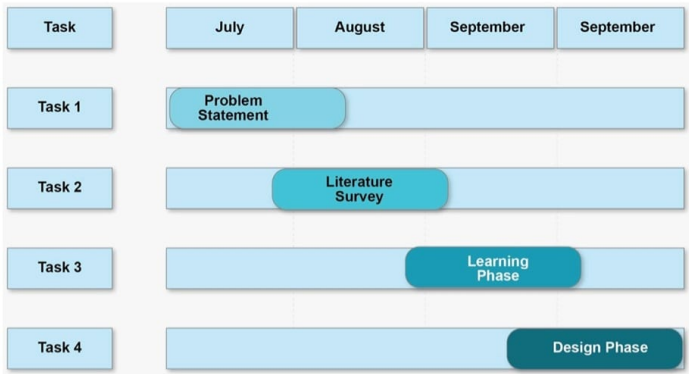 Task July August September September
Task 1
Problem
Statement
Task 2
Literature
Survey
Task 3
Learning
Phase
Task 4
Design Phase